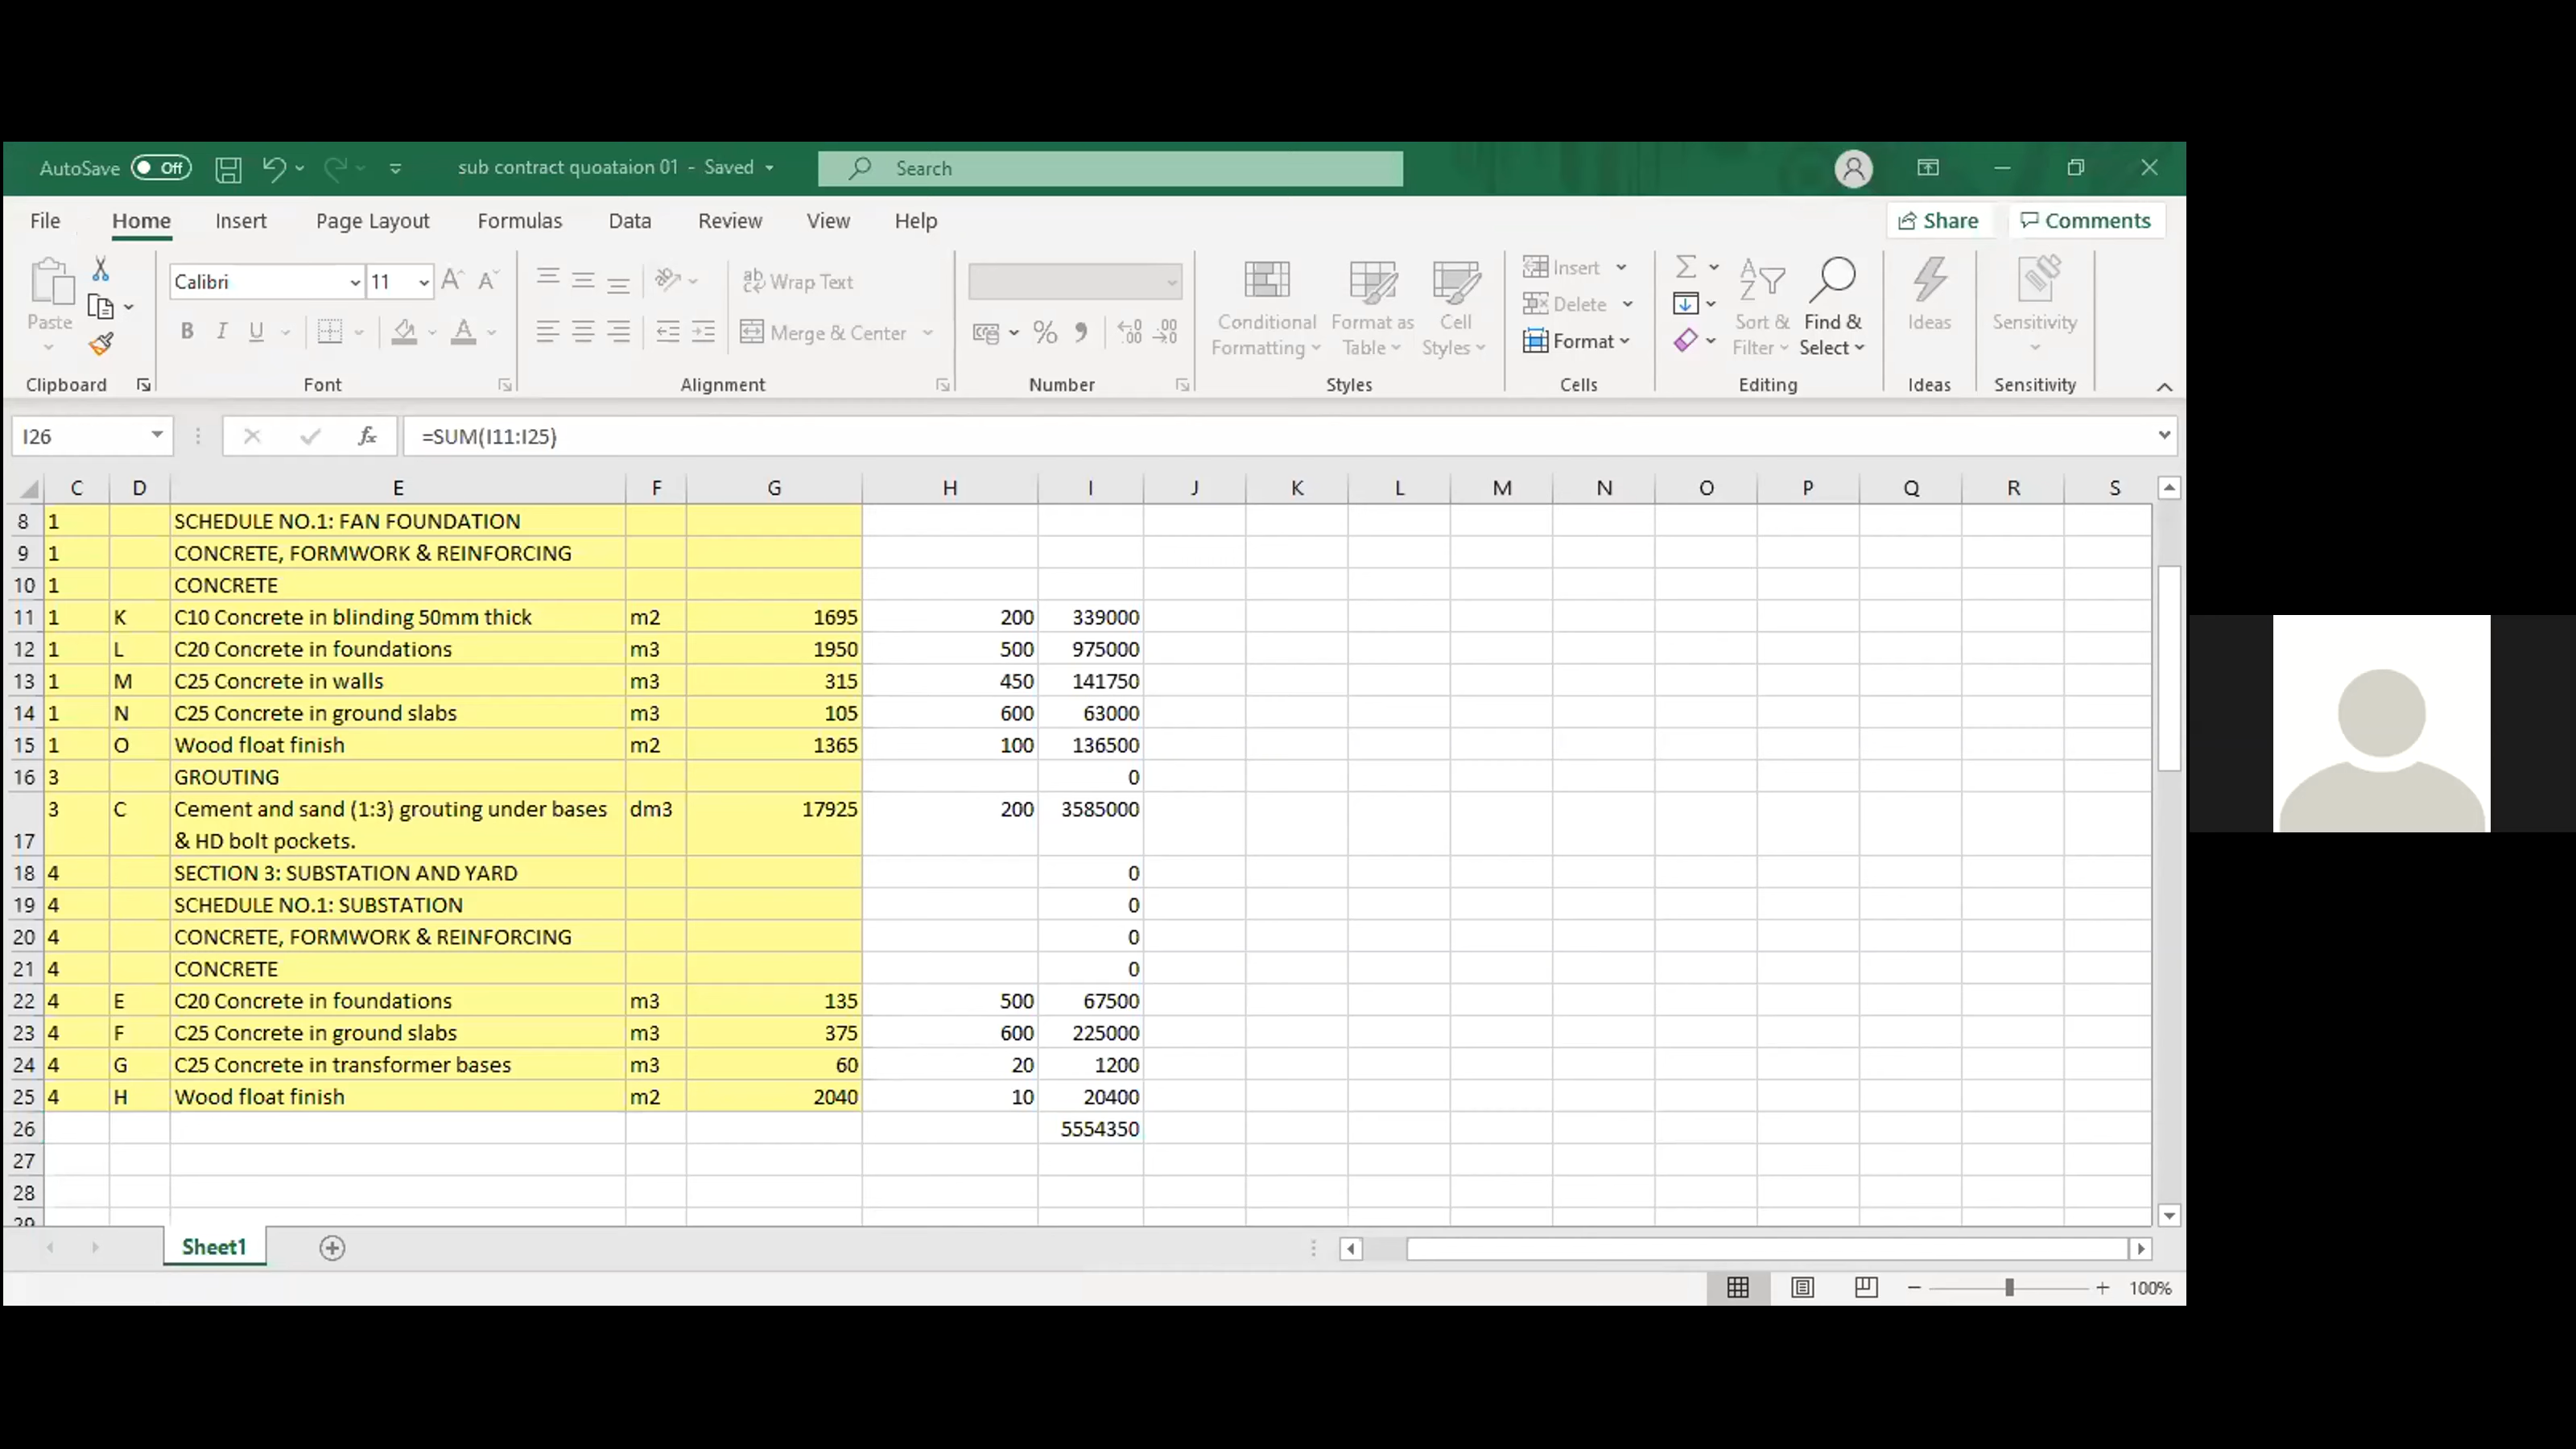 AutoSave Off sub contract quoataion 01 - Saved Search
File Home Insert Page Layout Formulas Data Review View Help Share Comments
Paste Calibri 11 A A B I U A ab Wrap Text Merge & Center % Conditional Formatting Format as Table Cell Styles Insert Delete Format Sort & Filter Find & Select Ideas Sensitivity
Clipboard Font Alignment Number Styles Cells Editing Ideas Sensitivity
I26 fx =SUM(I11:I25)
C D E F G H I J K L M N O P Q R S
8 1 SCHEDULE NO.1: FAN FOUNDATION
9 1 CONCRETE, FORMWORK & REINFORCING
10 1 CONCRETE
11 1 K C10 Concrete in blinding 50mm thick m2 1695 200 339000
12 1 L C20 Concrete in foundations m3 1950 500 975000
13 1 M C25 Concrete in walls m3 315 450 141750
14 1 N C25 Concrete in ground slabs m3 105 600 63000
15 1 O Wood float finish m2 1365 100 136500
16 3 GROUTING 0
3 C Cement and sand (1:3) grouting under bases dm3 17925 200 3585000
17 & HD bolt pockets.
18 4 SECTION 3: SUBSTATION AND YARD 0
19 4 SCHEDULE NO.1: SUBSTATION 0
20 4 CONCRETE, FORMWORK & REINFORCING 0
21 4 CONCRETE 0
22 4 E C20 Concrete in foundations m3 135 500 67500
23 4 F C25 Concrete in ground slabs m3 375 600 225000
24 4 G C25 Concrete in transformer bases m3 60 20 1200
25 4 H Wood float finish m2 2040 10 20400
26 5554350
27
28
29
Sheet1
100%